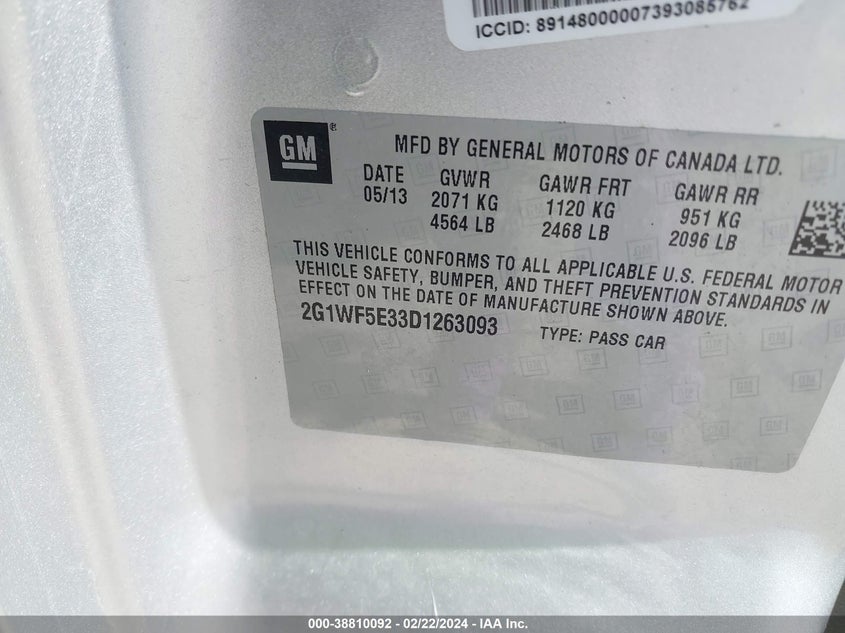 ICCID: 89148000007393085762
GM
MFD BY GENERAL MOTORS OF CANADA LTD.
DATE GVWR GAWR FRT GAWR RR
05/13 2071 KG 1120 KG 951 KG
4564 LB 2468 LB 2096 LB
THIS VEHICLE CONFORMS TO ALL APPLICABLE U.S. FEDERAL MOTOR
VEHICLE SAFETY, BUMPER, AND THEFT PREVENTION STANDARDS IN
EFFECT ON THE DATE OF MANUFACTURE SHOWN ABOVE.
2G1WF5E33D1263093 TYPE: PASS CAR
000-38810092 - 02/22/2024 - IAA Inc.